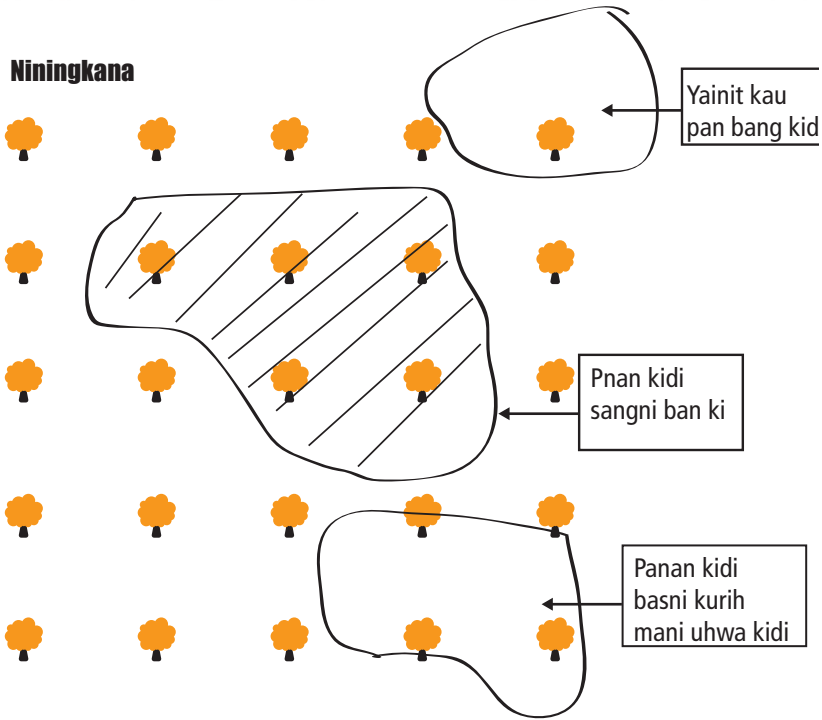 Niningkana
Yainit kau
pan bang kid
Pnan kidi
sangni ban ki
Panan kidi
basni kurih
mani uhwa kidi